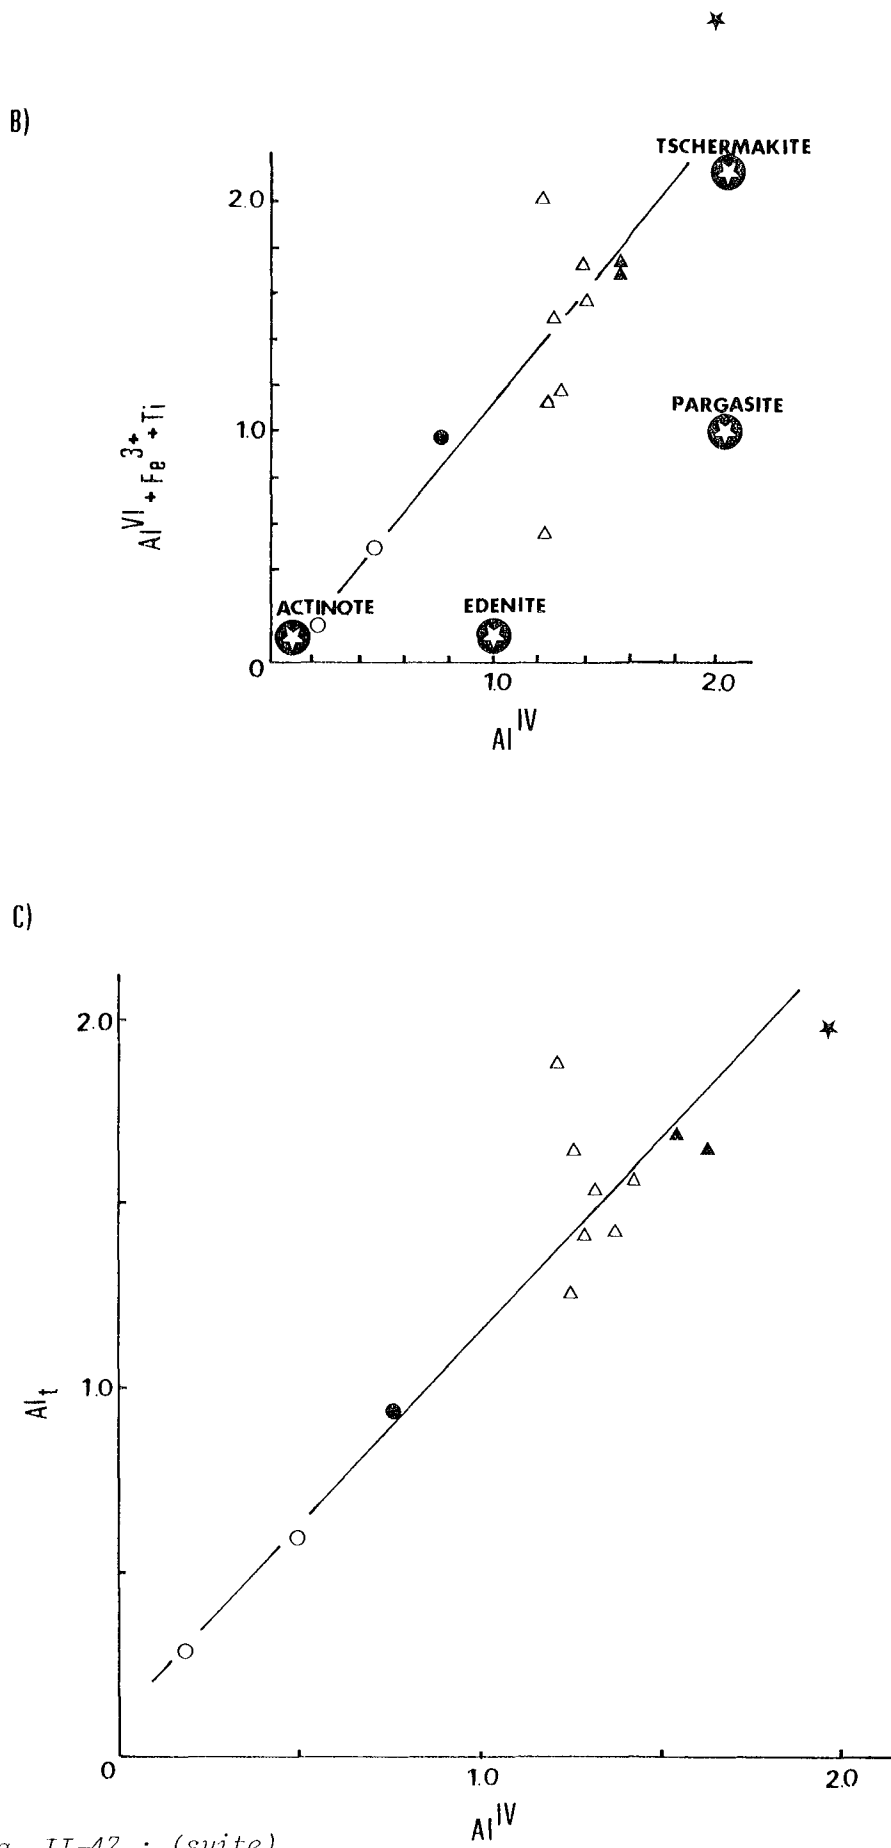 B)
TSCHERMAKITE
2.0
PARGASITE
1.0
Al^VI + Fe^3+ + Ti
ACTINOTE
EDENITE
0
1.0 2.0
Al^IV
C)
2.0
1.0
Al_t
0
1.0 2.0
Al^IV
II-42 : (suite)